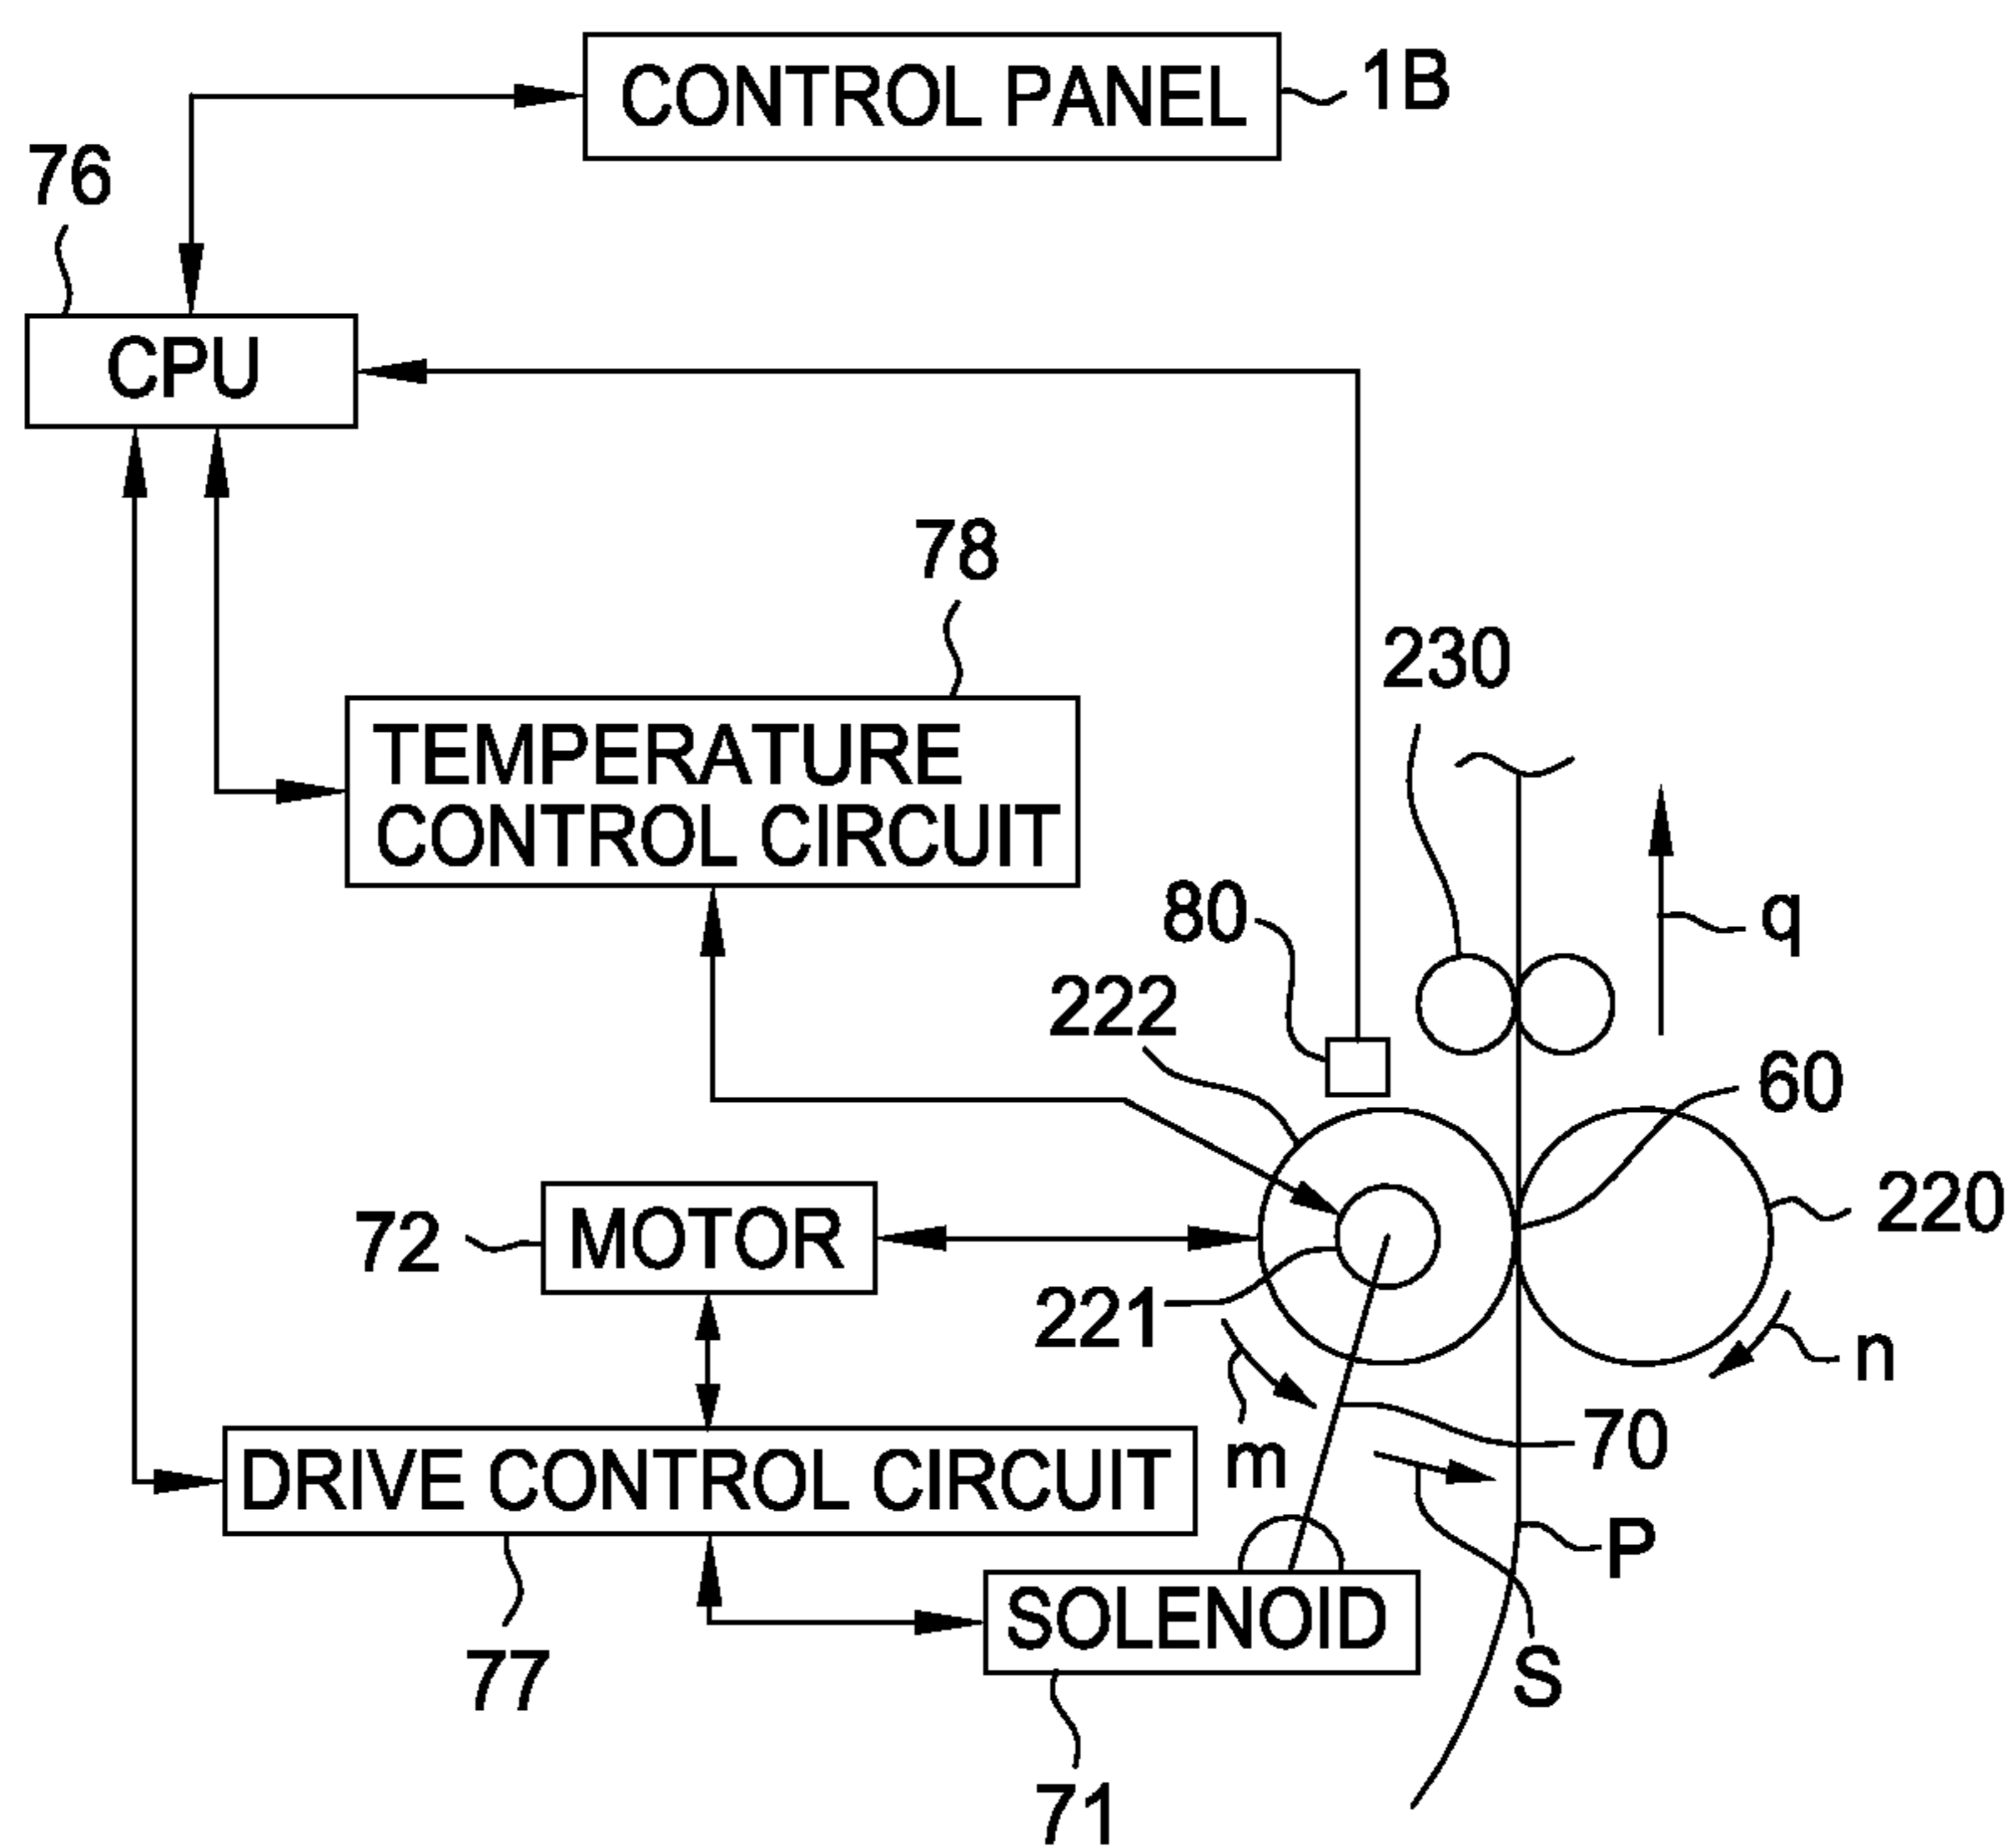 CONTROL PANEL
1B
76
CPU
78
TEMPERATURE
CONTROL CIRCUIT
230
80
q
222
60
72
MOTOR
220
221
n
m
70
DRIVE CONTROL CIRCUIT
P
SOLENOID
S
77
71